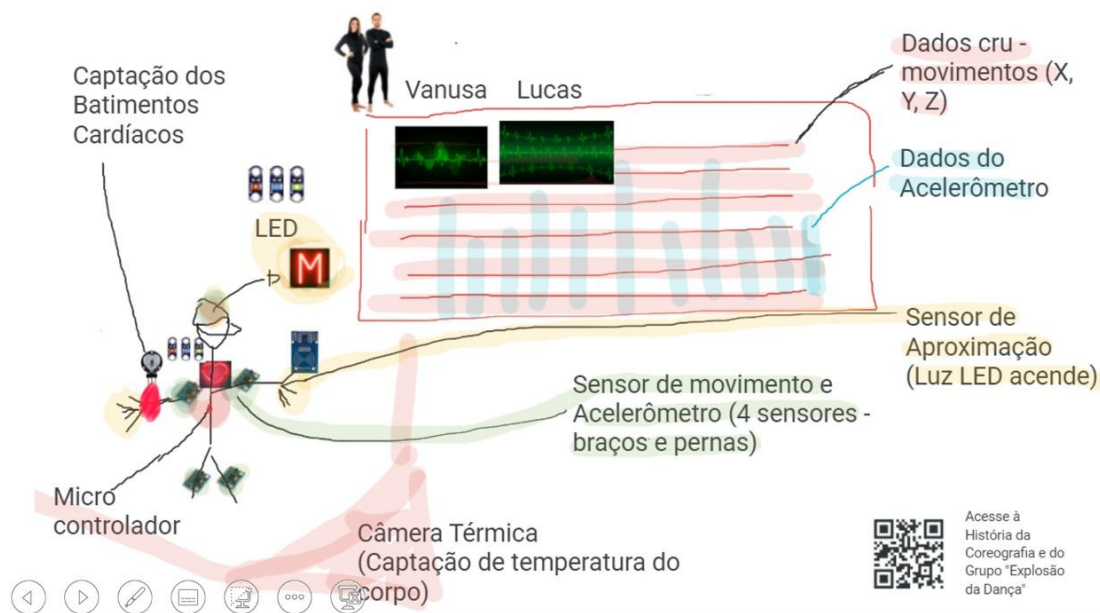 Captação dos
Batimentos
Cardíacos
Vanusa
Lucas
Dados cru -
movimentos (X,
Y, Z)
Dados do
Acelerômetro
LED
M
Sensor de
Aproximação
(Luz LED acende)
Sensor de movimento e
Acelerômetro (4 sensores -
braços e pernas)
Micro
controlador
Câmera Térmica
(Captação de temperatura do
corpo)
Acesse à
História da
Coreografia e do
Grupo "Explosão
da Dança"